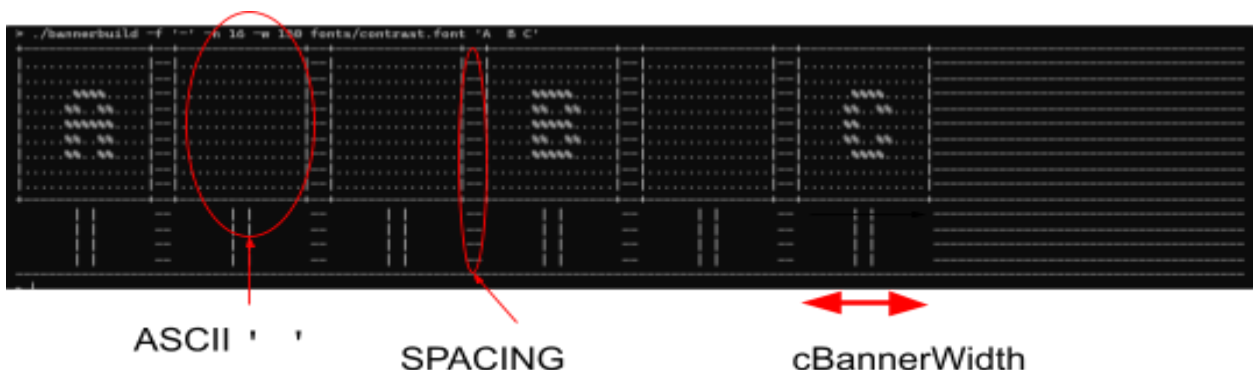 > ./bannerbuild -f '~' -h 16 -w 150 fonts/contrast.font 'A  B C'
A B C
ASCII ' '
SPACING
cBannerWidth